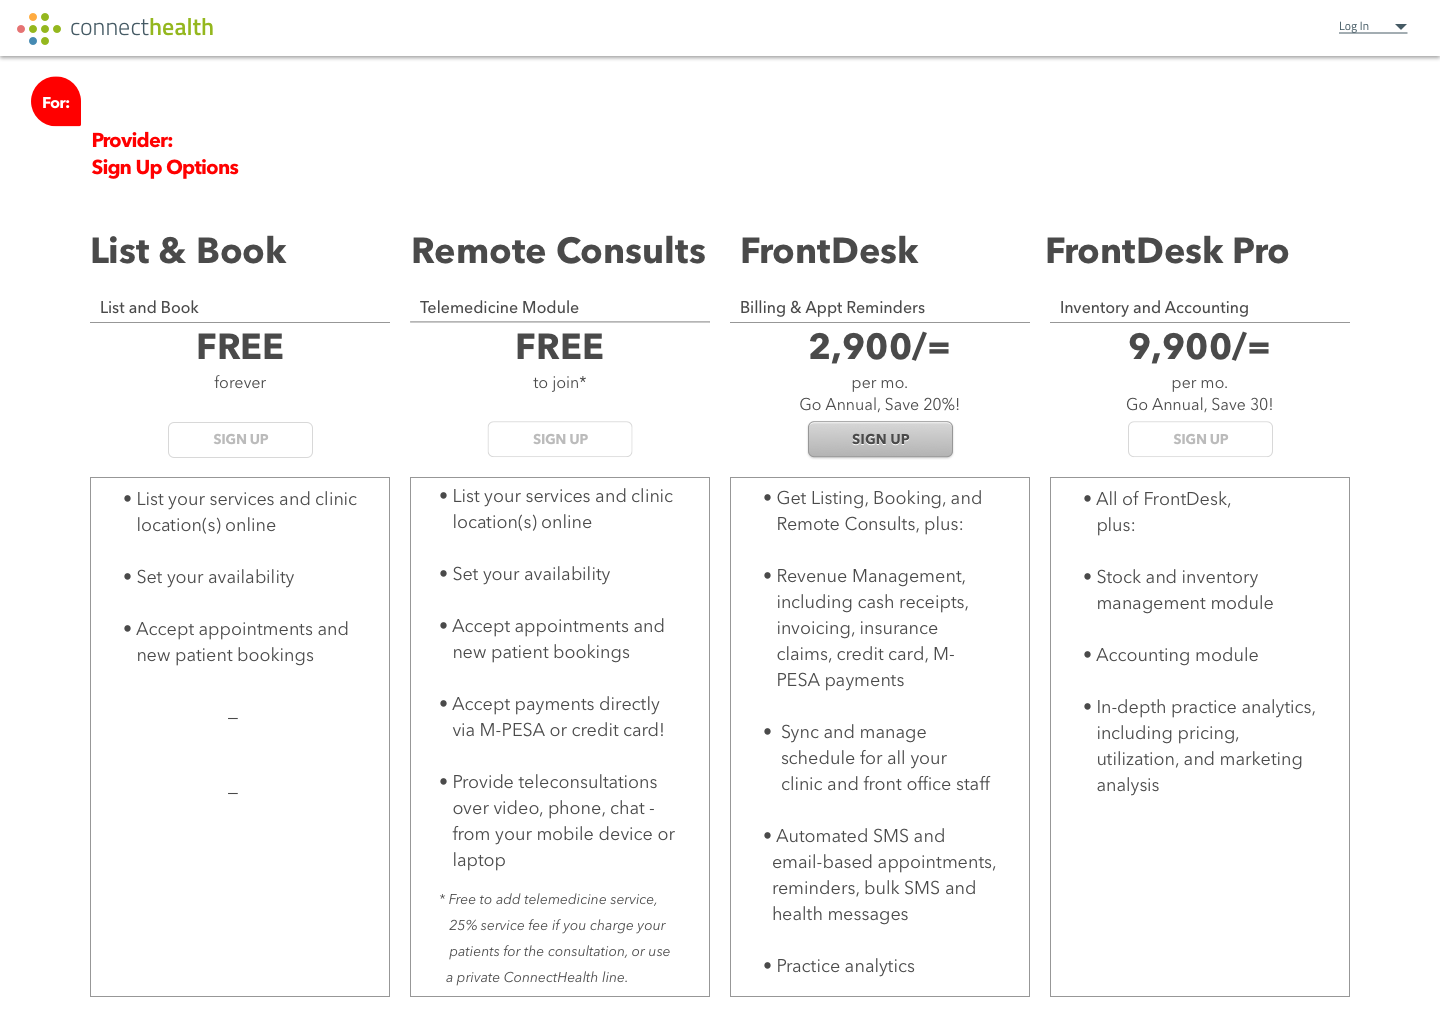 connecthealth
Log In
For:
Provider:
Sign Up Options
List & Book
List and Book
FREE
forever
SIGN UP
• List your services and clinic
location(s) online
• Set your availability
• Accept appointments and
new patient bookings
–
–
Remote Consults
Telemedicine Module
FREE
to join*
SIGN UP
• List your services and clinic
location(s) online
• Set your availability
• Accept appointments and
new patient bookings
• Accept payments directly
via M-PESA or credit card!
• Provide teleconsultations
over video, phone, chat -
from your mobile device or
laptop
* Free to add telemedicine service,
25% service fee if you charge your
patients for the consultation, or use
a private ConnectHealth line.
FrontDesk
Billing & Appt Reminders
2,900/=
per mo.
Go Annual, Save 20%!
SIGN UP
• Get Listing, Booking, and
Remote Consults, plus:
• Revenue Management,
including cash receipts,
invoicing, insurance
claims, credit card, M-
PESA payments
• Sync and manage
schedule for all your
clinic and front office staff
• Automated SMS and
email-based appointments,
reminders, bulk SMS and
health messages
• Practice analytics
FrontDesk Pro
Inventory and Accounting
9,900/=
per mo.
Go Annual, Save 30!
SIGN UP
• All of FrontDesk,
plus:
• Stock and inventory
management module
• Accounting module
• In-depth practice analytics,
including pricing,
utilization, and marketing
analysis